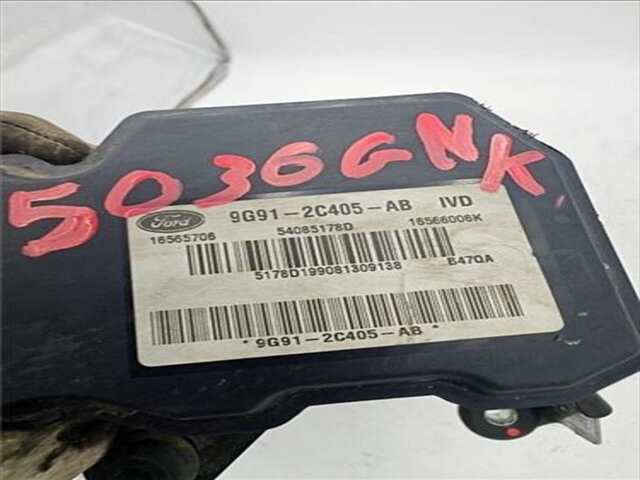 5036GNK
Ford 9G91-2C405-AB IVD
16565706 54085178D 16566006K
5178D199081309138 B47QA
*9G91-2C405-AB*